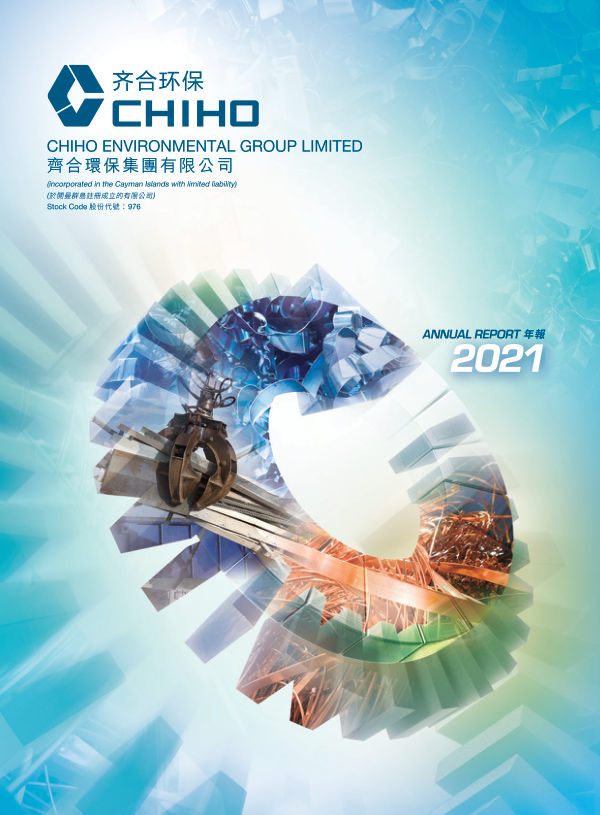 齐合环保
CHIHO
CHIHO ENVIRONMENTAL GROUP LIMITED
齊合環保集團有限公司
(incorporated in the Cayman Islands with limited liability)
(於開曼群島註冊成立的有限公司)
Stock Code 股份代號：976
ANNUAL REPORT 年報
2021